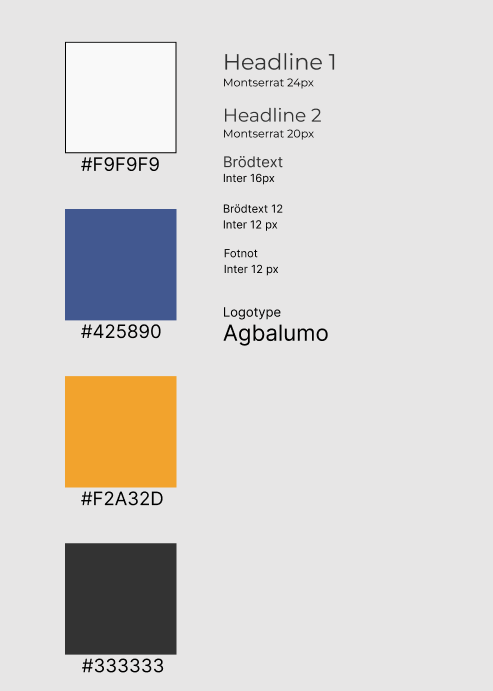 #F9F9F9
#425890
#F2A32D
#333333
Headline 1
Montserrat 24px
Headline 2
Montserrat 20px
Brödtext
Inter 16px
Brödtext 12
Inter 12 px
Fotnot
Inter 12 px
Logotype
Agbalumo